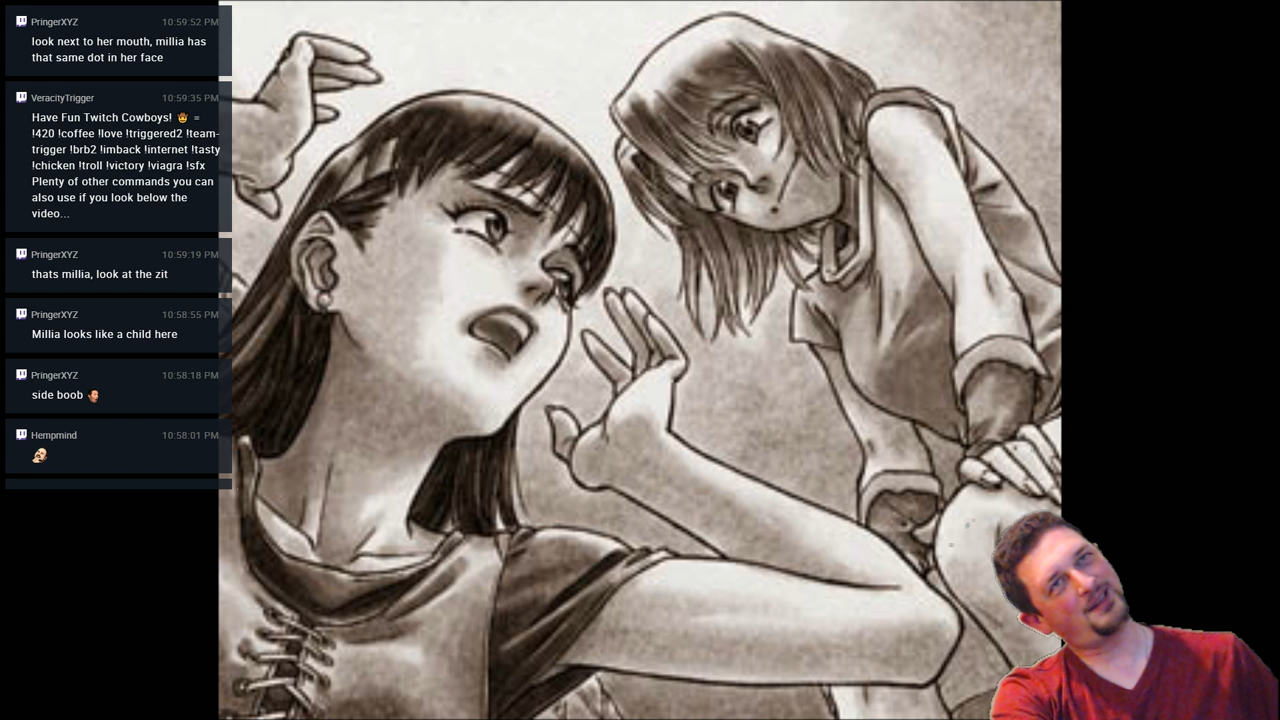 PringerXYZ 10:59:52 PM
look next to her mouth, millia has
that same dot in her face
VeracityTrigger 10:59:35 PM
Have Fun Twitch Cowboys! 🤠 =
!420 !coffee !love !triggered2 !team-
trigger !brb2 !imback !internet !tasty
!chicken !troll !victory !viagra !sfx
Plenty of other commands you can
also use if you look below the
video...
PringerXYZ 10:59:19 PM
thats millia, look at the zit
PringerXYZ 10:58:55 PM
Millia looks like a child here
PringerXYZ 10:58:18 PM
side boob
Hempmind 10:58:01 PM